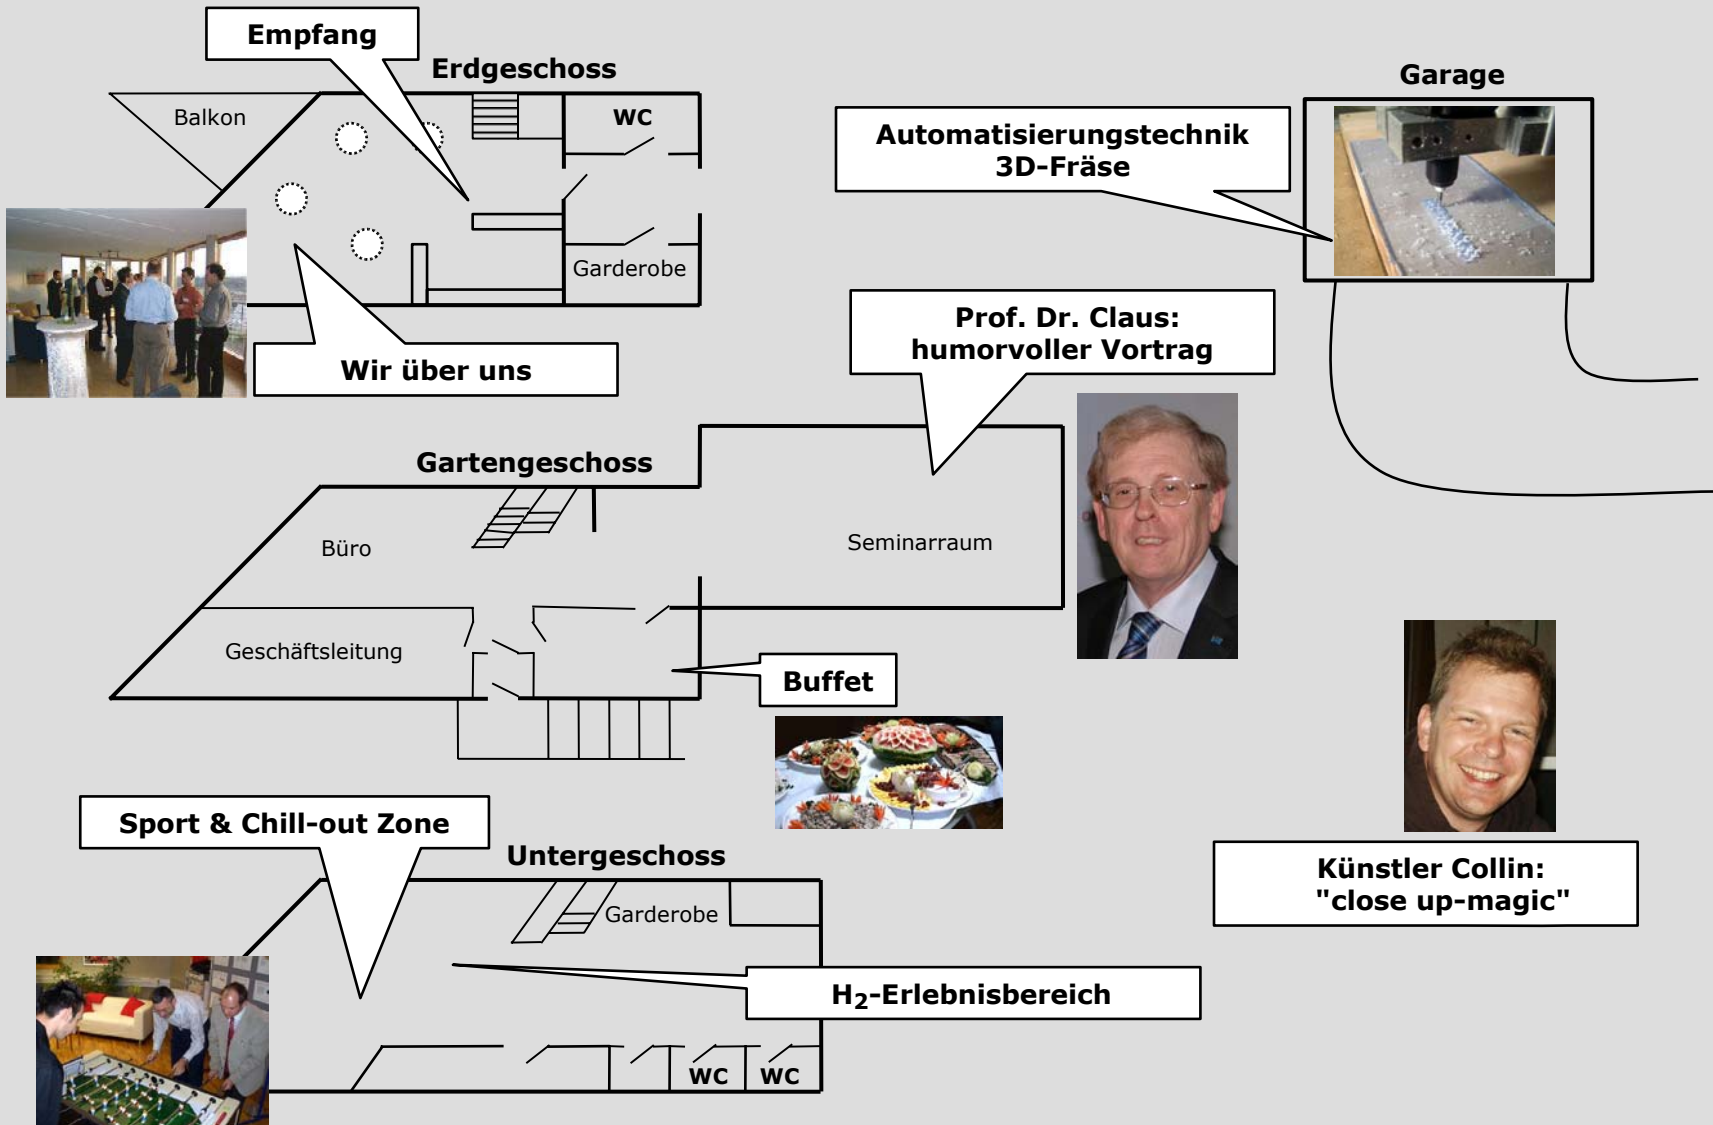 Empfang
Erdgeschoss
Balkon
WC
Garderobe
Wir über uns
Garage
Automatisierungstechnik
3D-Fräse
Prof. Dr. Claus:
humorvoller Vortrag
Gartengeschoss
Büro
Seminarraum
Geschäftsleitung
Buffet
Künstler Collin:
"close up-magic"
Sport & Chill-out Zone
Untergeschoss
Garderobe
H₂-Erlebnisbereich
WC WC